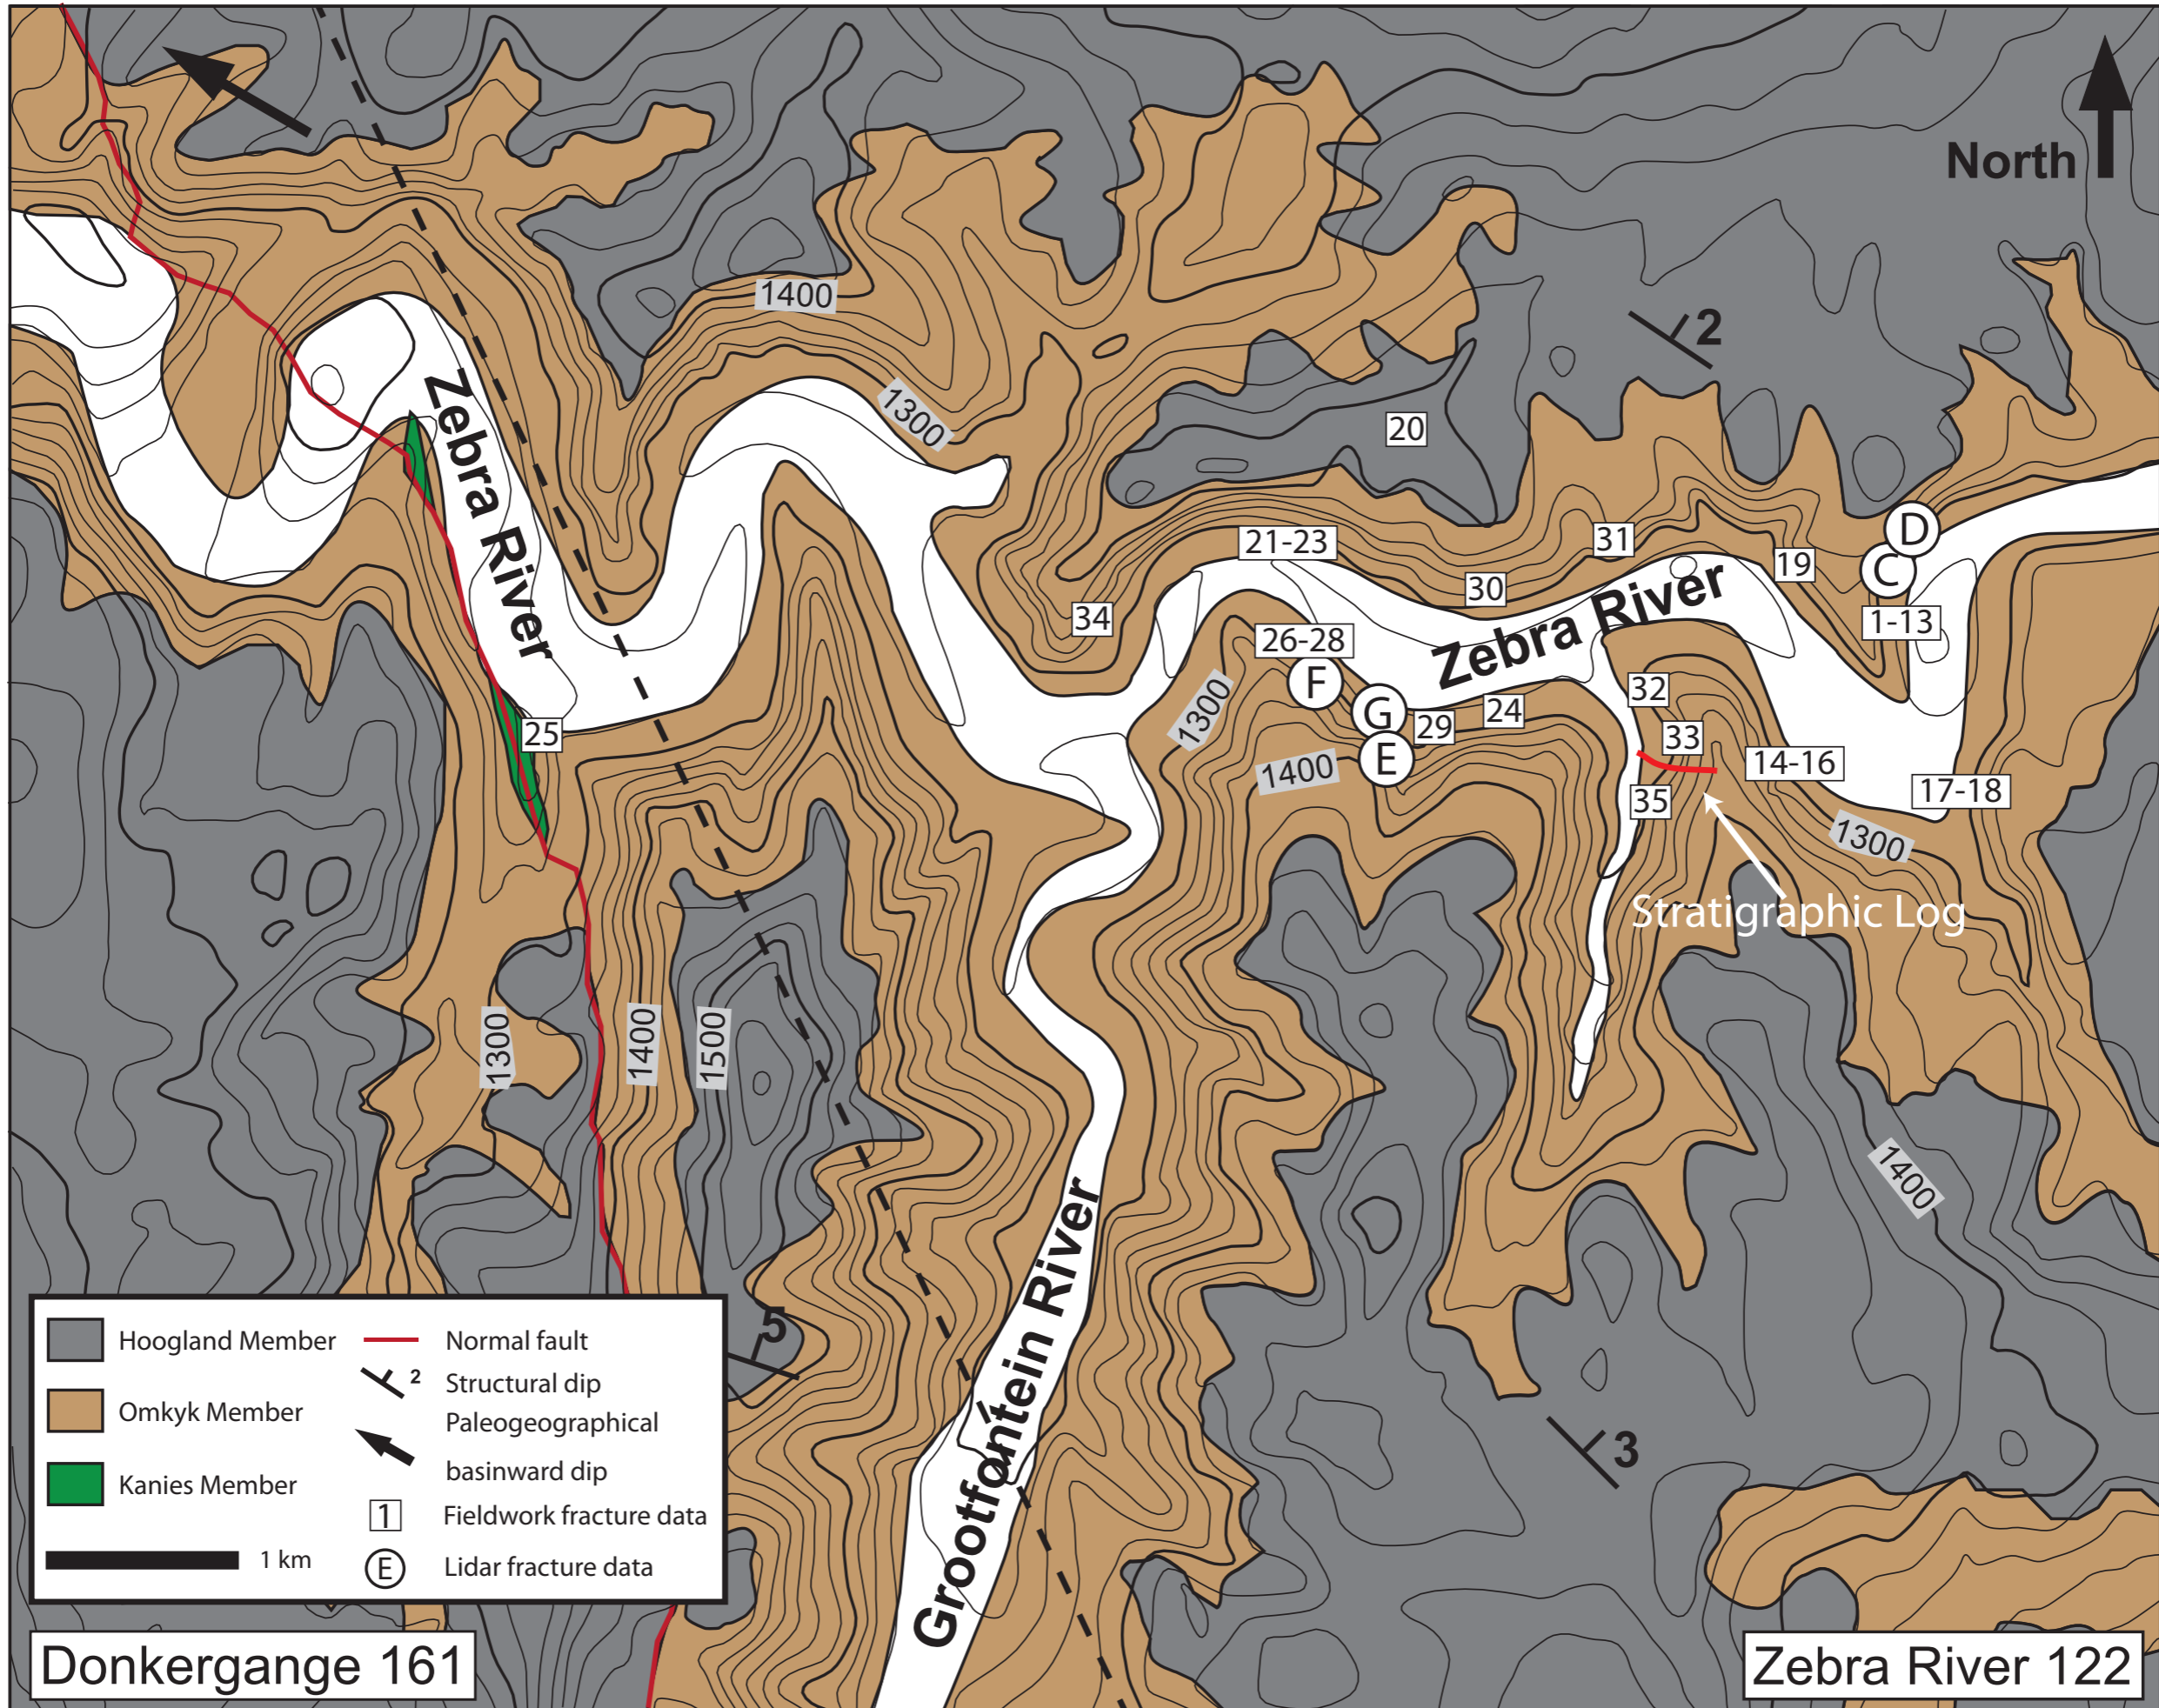 North
1400
2
Zebra River
1300
20
D
21-23
31
19
C
30
34
1-13
Zebra River
26-28
F
1300
32
G
24
29
33
25
E
1400
14-16
17-18
35
1300
Stratigraphic Log
1300
1400
1500
1400
Grootfontein River
5
3
Hoogland Member
Normal fault
2
Structural dip
Omkyk Member
Paleogeographical
basinward dip
Kanies Member
1
Fieldwork fracture data
1 km
E
Lidar fracture data
Donkergange 161
Zebra River 122